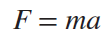 F = ma